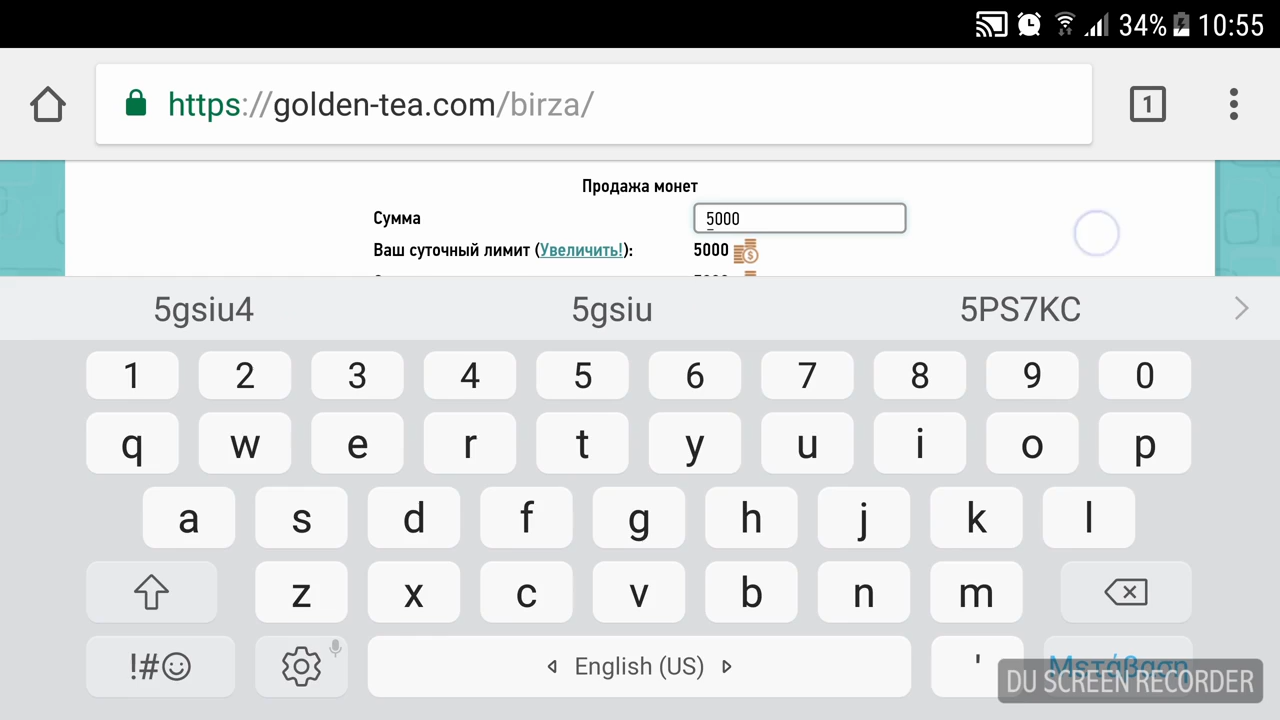 34% 10:55
https://golden-tea.com/birza/ 1
Продажа монет
Сумма 5000
Ваш суточный лимит (Увеличить!): 5000
5gsiu4 5gsiu 5PS7KC
1 2 3 4 5 6 7 8 9 0
q w e r t y u i o p
a s d f g h j k l
z x c v b n m
!#☺ English (US) ' Μετάβαση
DU SCREEN RECORDER